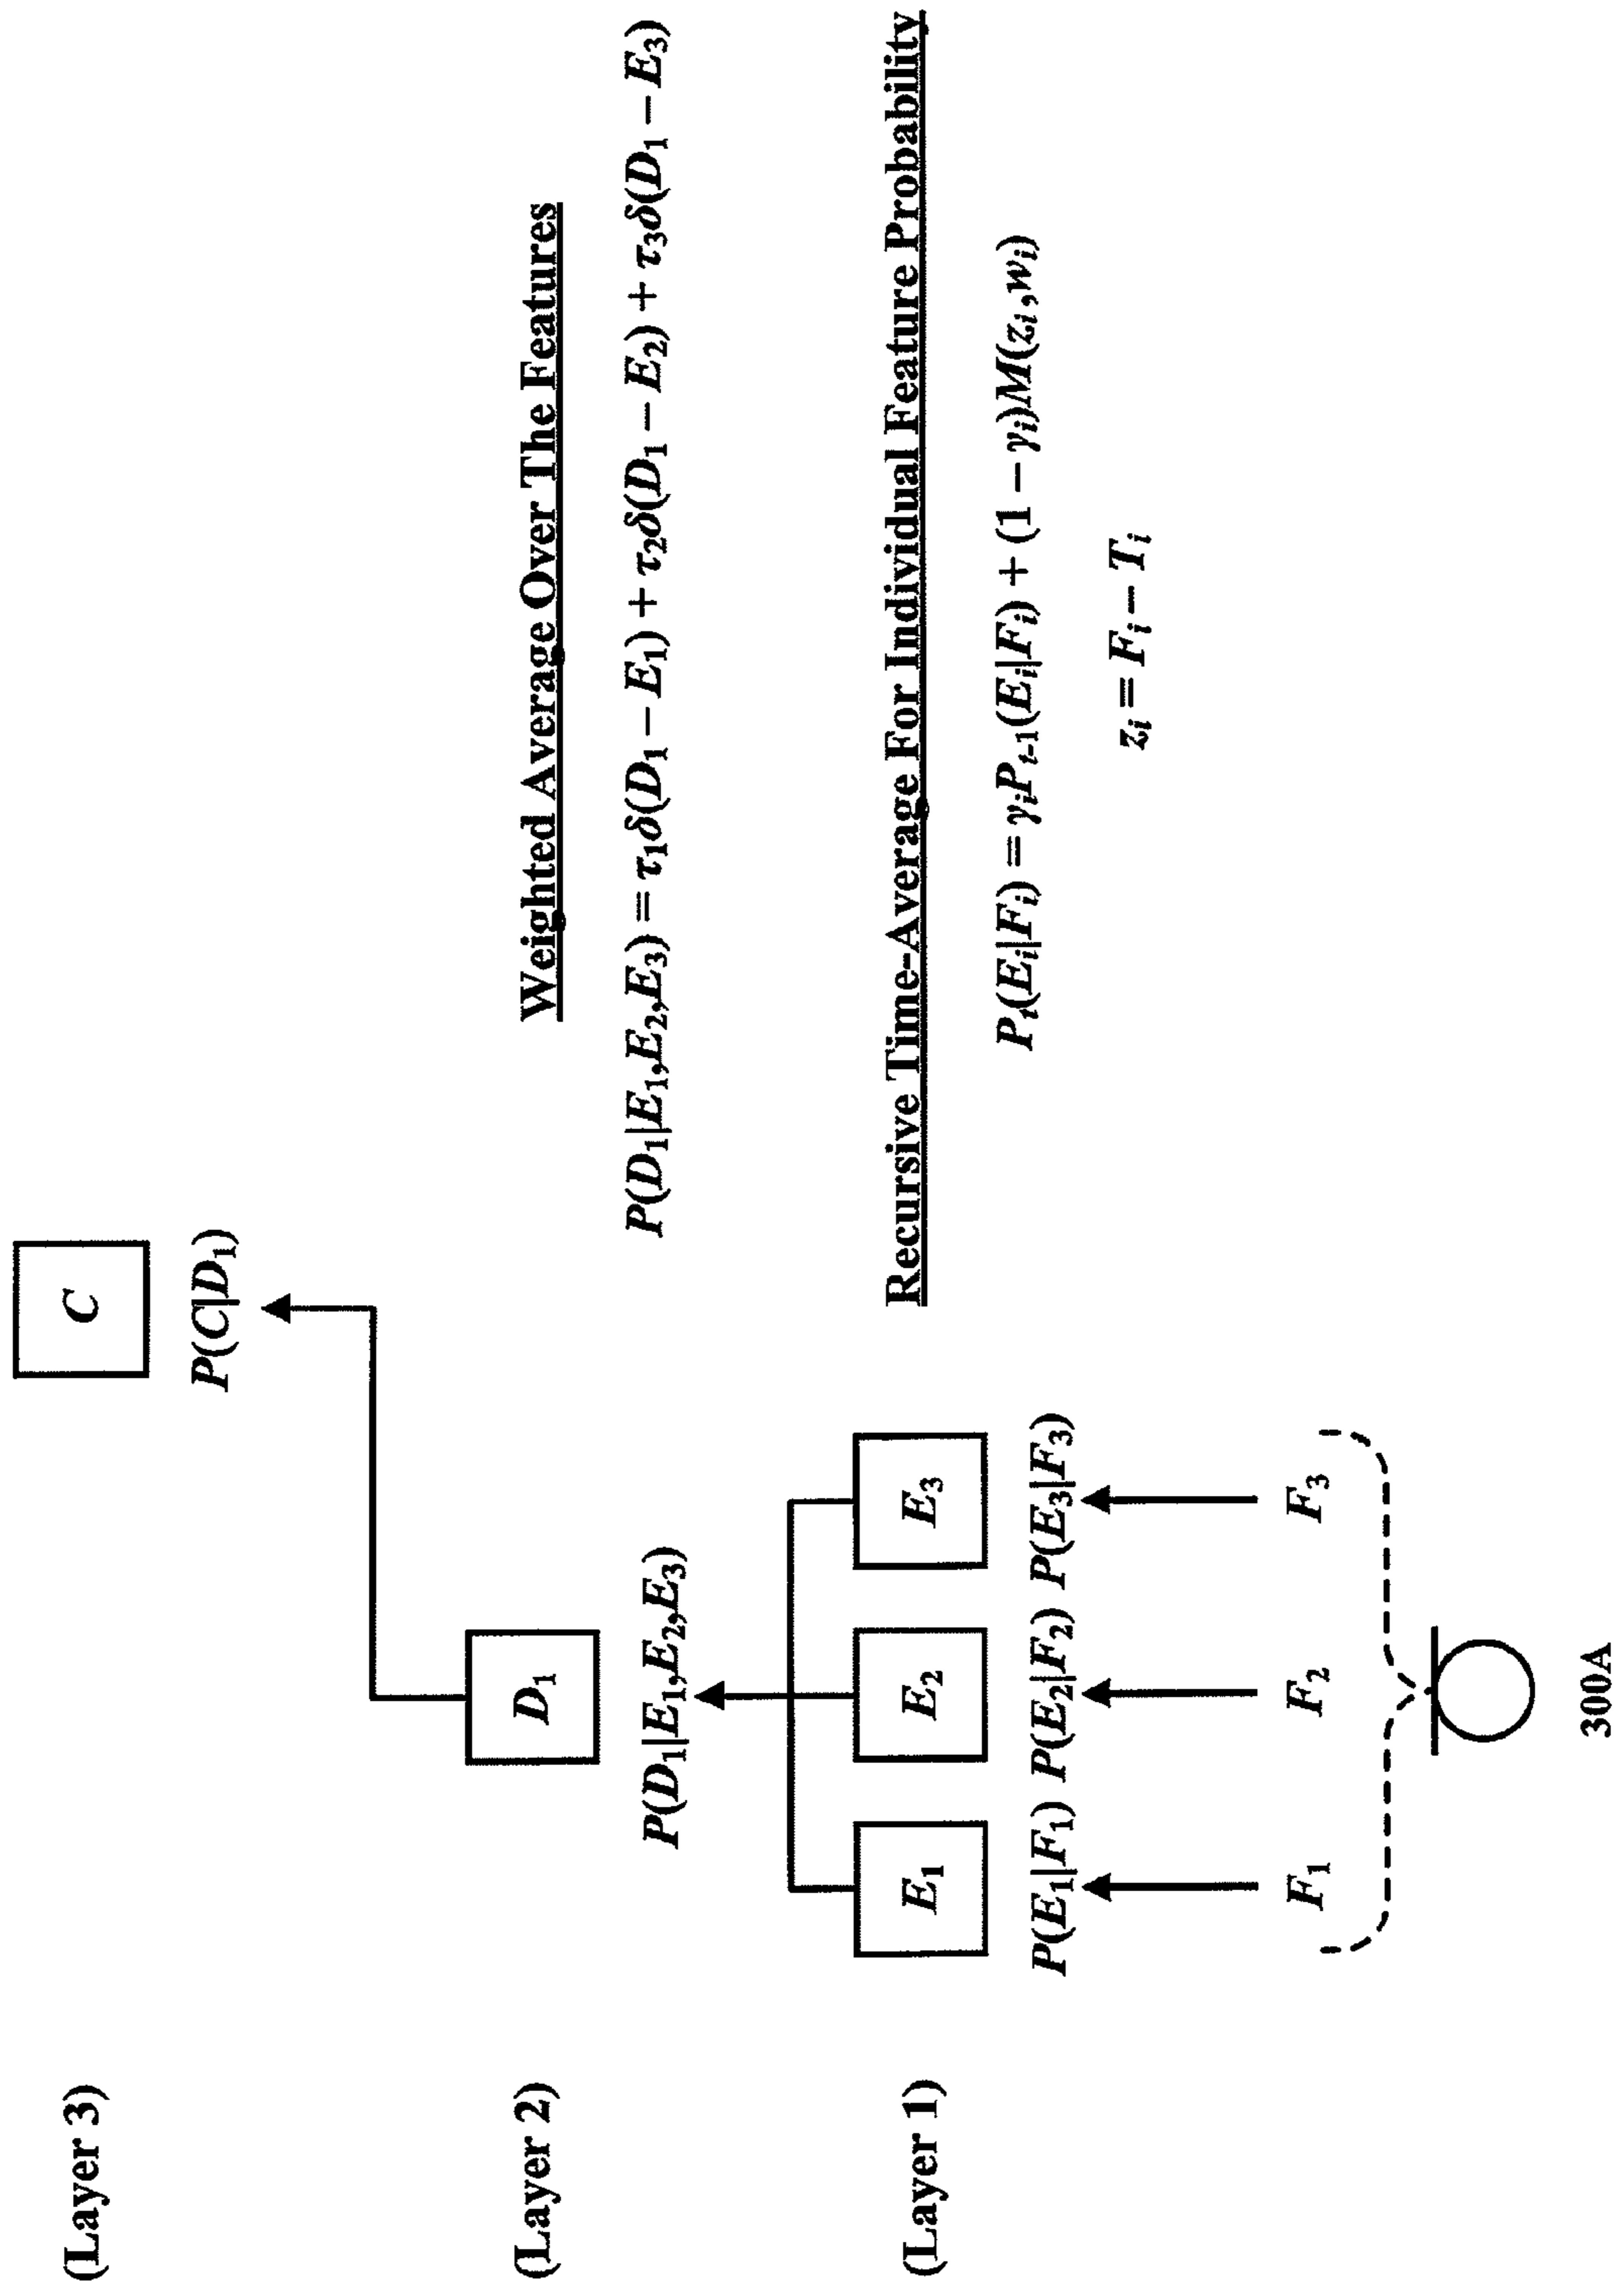 (Layer 3)
C
P(C|D₁)
(Layer 2)
D₁
Weighted Average Over The Features
P(D₁|E₁,E₂,E₃)
P(D₁|E₁,E₂,E₃) = τ₁δ(D₁ − E₁) + τ₂δ(D₁ − E₂) + τ₃δ(D₁ − E₃)
(Layer 1)
E₁ E₂ E₃
Recursive Time-Average For Individual Feature Probability
P(E₁|F₁) P(E₂|F₂) P(E₃|F₃)
Pₜ(Eᵢ|Fᵢ) = γᵢPₜ₋₁(Eᵢ|Fᵢ) + (1 − γᵢ)M(zᵢ,wᵢ)
zᵢ = Fᵢ − Tᵢ
F₁ F₂ F₃
300A